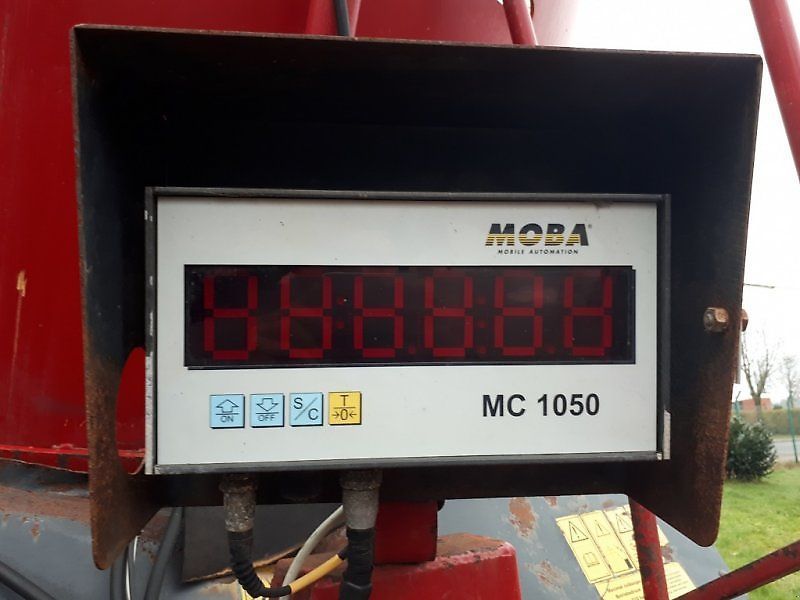 MOBA®
MOBILE AUTOMATION
ON
OFF
S/C
T
→0←
MC 1050